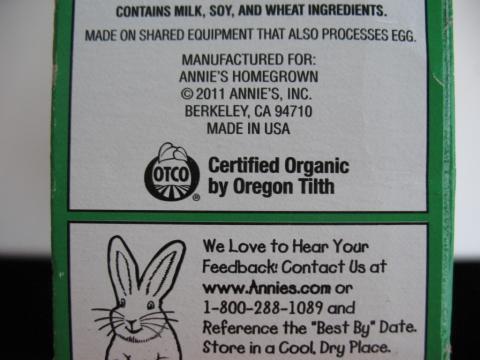 CONTAINS MILK, SOY, AND WHEAT INGREDIENTS.
MADE ON SHARED EQUIPMENT THAT ALSO PROCESSES EGG.
MANUFACTURED FOR:
ANNIE'S HOMEGROWN
© 2011 ANNIE'S, INC.
BERKELEY, CA 94710
MADE IN USA
OTCO ®
Certified Organic
by Oregon Tilth
We Love to Hear Your
Feedback! Contact Us at
www.Annies.com or
1-800-288-1089 and
Reference the "Best By" Date.
Store in a Cool, Dry Place.